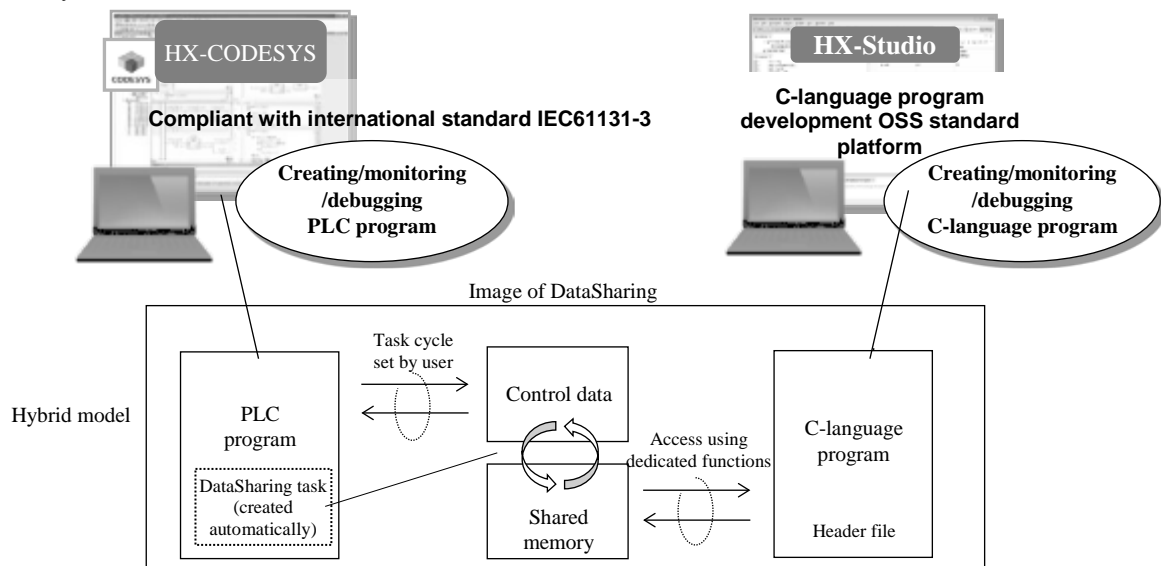 HX-CODESYS
CODESYS
Compliant with international standard IEC61131-3
Creating/monitoring
/debugging
PLC program
HX-Studio
C-language program
development OSS standard
platform
Creating/monitoring
/debugging
C-language program
Image of DataSharing
Hybrid model
PLC
program
DataSharing task
(created
automatically)
Task cycle
set by user
Control data
Shared
memory
Access using
dedicated functions
C-language
program
Header file